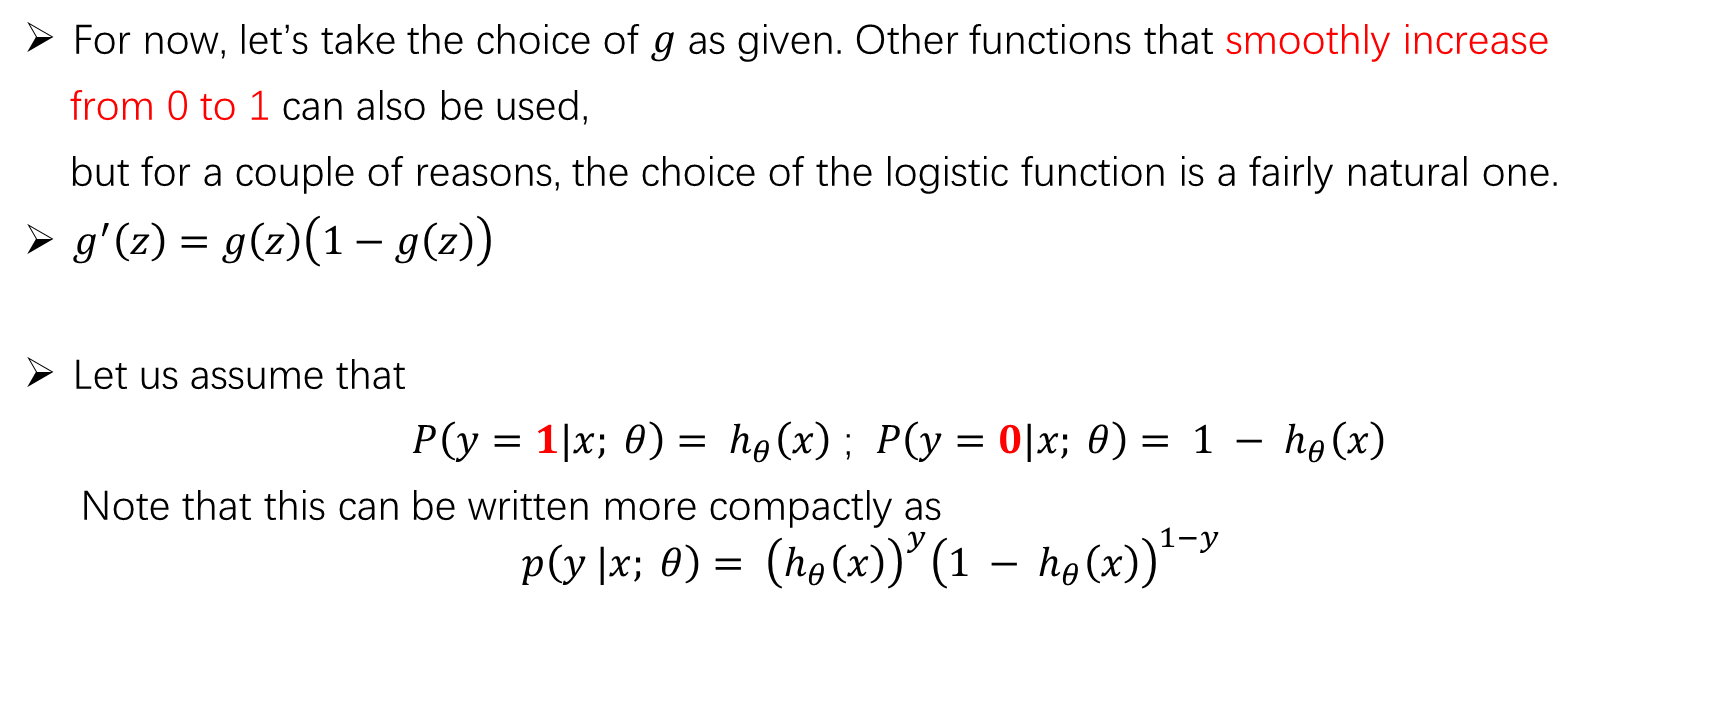 ➢ For now, let's take the choice of g as given. Other functions that smoothly increase
from 0 to 1 can also be used,
but for a couple of reasons, the choice of the logistic function is a fairly natural one.
➢ g′(z) = g(z)(1 − g(z))
➢ Let us assume that
P(y = 1|x; θ) = hθ(x) ; P(y = 0|x; θ) = 1 − hθ(x)
Note that this can be written more compactly as
p(y |x; θ) = (hθ(x))^y (1 − hθ(x))^{1−y}